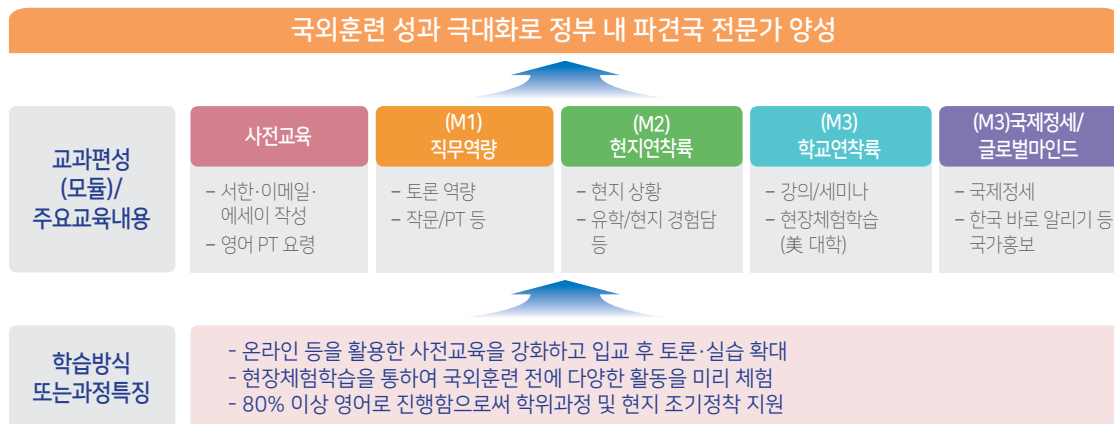 국외훈련 성과 극대화로 정부 내 파견국 전문가 양성
교과편성
(모듈)/
주요교육내용
사전교육
– 서한·이메일·
에세이 작성
– 영어 PT 요령
(M1)
직무역량
– 토론 역량
– 작문/PT 등
(M2)
현지연착륙
– 현지 상황
– 유학/현지 경험담
등
(M3)
학교연착륙
– 강의/세미나
– 현장체험학습
(美 대학)
(M3)국제정세/
글로벌마인드
– 국제정세
– 한국 바로 알리기 등
국가홍보
학습방식
또는과정특징
- 온라인 등을 활용한 사전교육을 강화하고 입교 후 토론·실습 확대
- 현장체험학습을 통하여 국외훈련 전에 다양한 활동을 미리 체험
- 80% 이상 영어로 진행함으로써 학위과정 및 현지 조기정착 지원